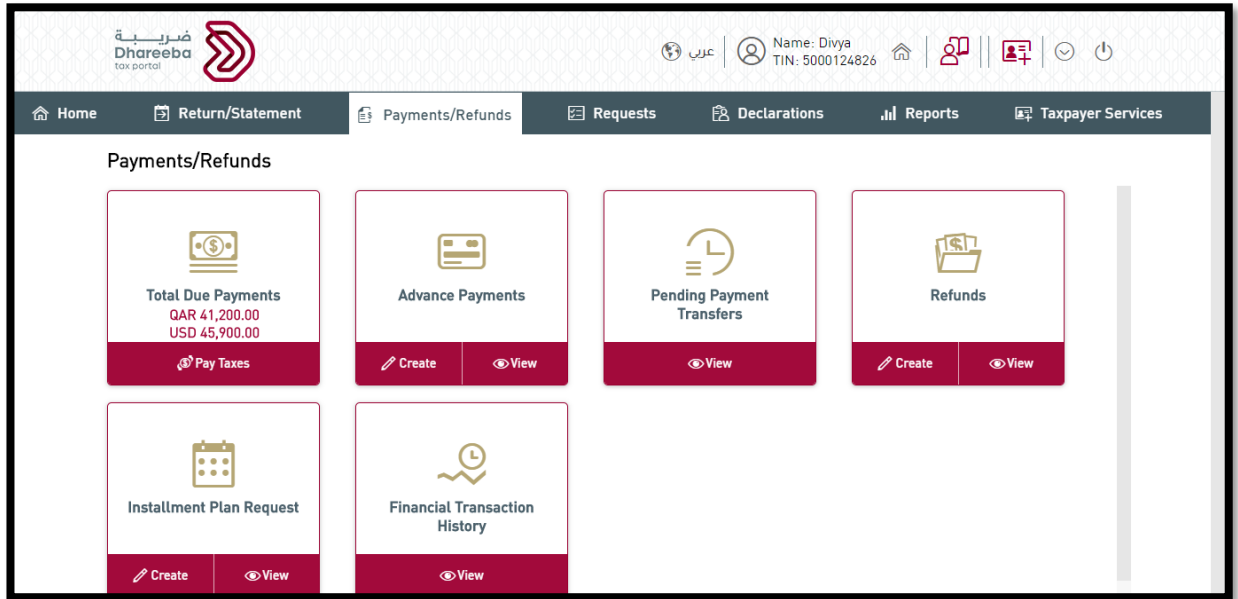 ضريبة
Dhareeba
tax portal
عربي
Name: Divya
TIN: 5000124826
Home
Return/Statement
Payments/Refunds
Requests
Declarations
Reports
Taxpayer Services
Payments/Refunds
Total Due Payments
QAR 41,200.00
USD 45,900.00
Pay Taxes
Advance Payments
Create
View
Pending Payment
Transfers
View
Refunds
Create
View
Installment Plan Request
Create
View
Financial Transaction
History
View